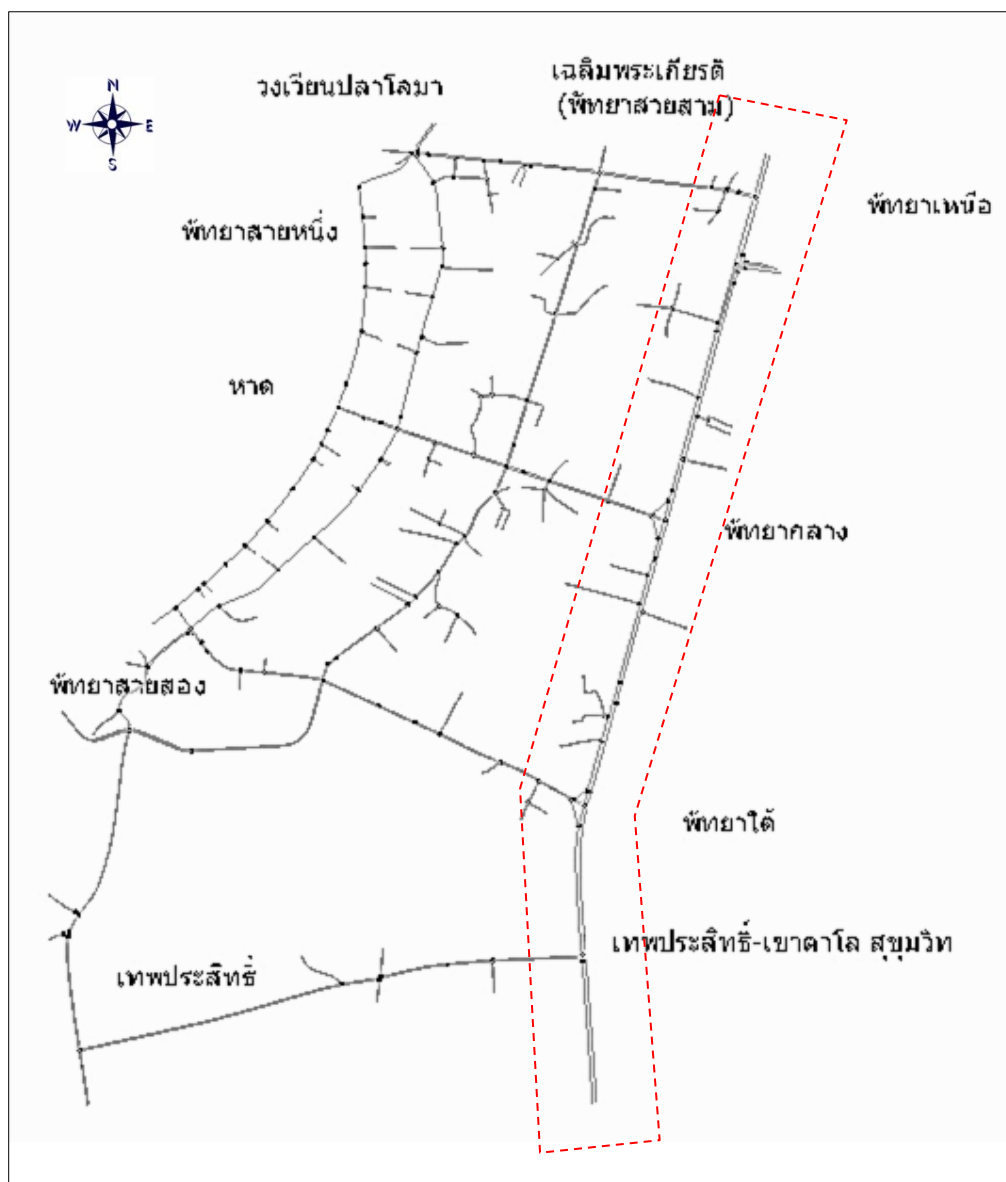 เฉลิมพระเกียรติ
(พัทยาสายสาม)
วงเวียนปลาโลมา
N
W E
S
พัทยาเหนือ
พัทยาสายหนึ่ง
หาด
พัทยากลาง
พัทยาสายสอง
พัทยาใต้
เทพประสิทธิ์-เขาตาโล สุขุมวิท
เทพประสิทธิ์